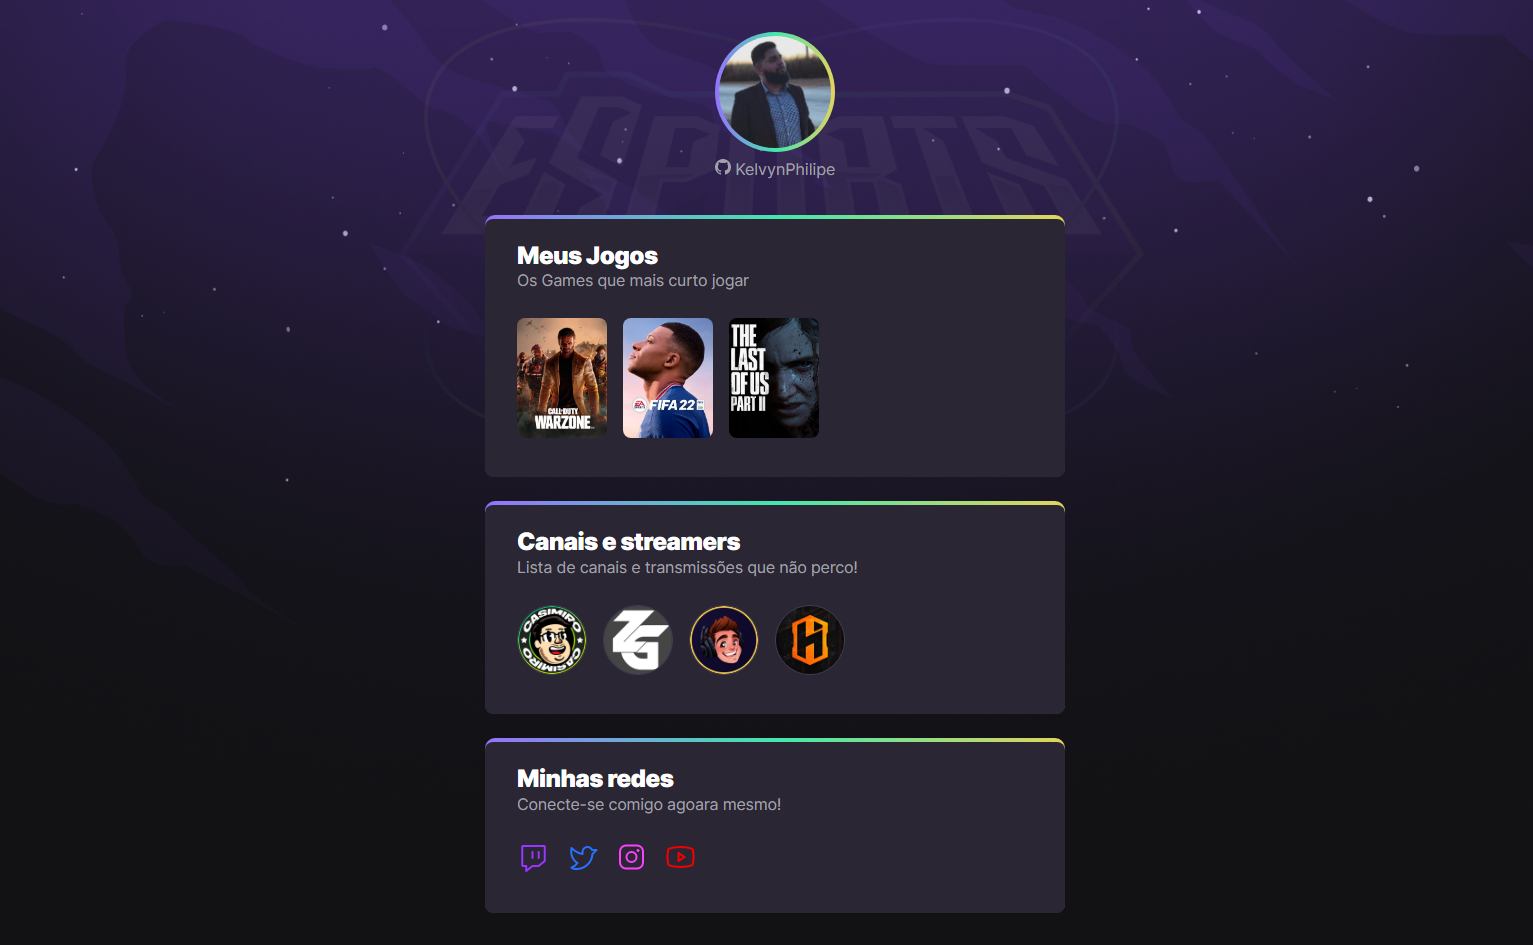 ESPORTS
KelvynPhilipe
Meus Jogos
Os Games que mais curto jogar
CALL OF DUTY
WARZONE
EA SPORTS FIFA 22
THE
LAST
OF US
PART II
Canais e streamers
Lista de canais e transmissões que não perco!
CASIMIRO
CASIMIRO
ZG
H
Minhas redes
Conecte-se comigo agoara mesmo!